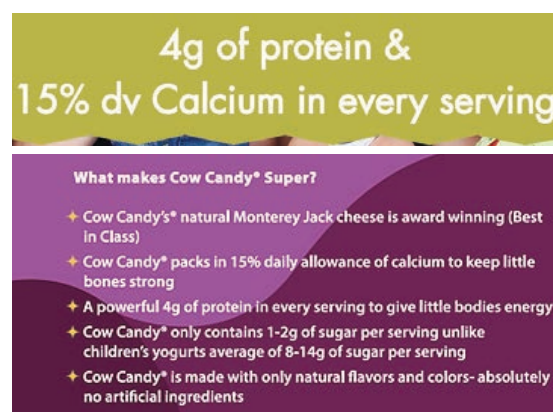 4g of protein &
15% dv Calcium in every serving
What makes Cow Candy® Super?
Cow Candy's® natural Monterey Jack cheese is award winning (Best
in Class)
Cow Candy® packs in 15% daily allowance of calcium to keep little
bones strong
A powerful 4g of protein in every serving to give little bodies energy
Cow Candy® only contains 1-2g of sugar per serving unlike
children's yogurts average of 8-14g of sugar per serving
Cow Candy® is made with only natural flavors and colors- absolutely
no artificial ingredients